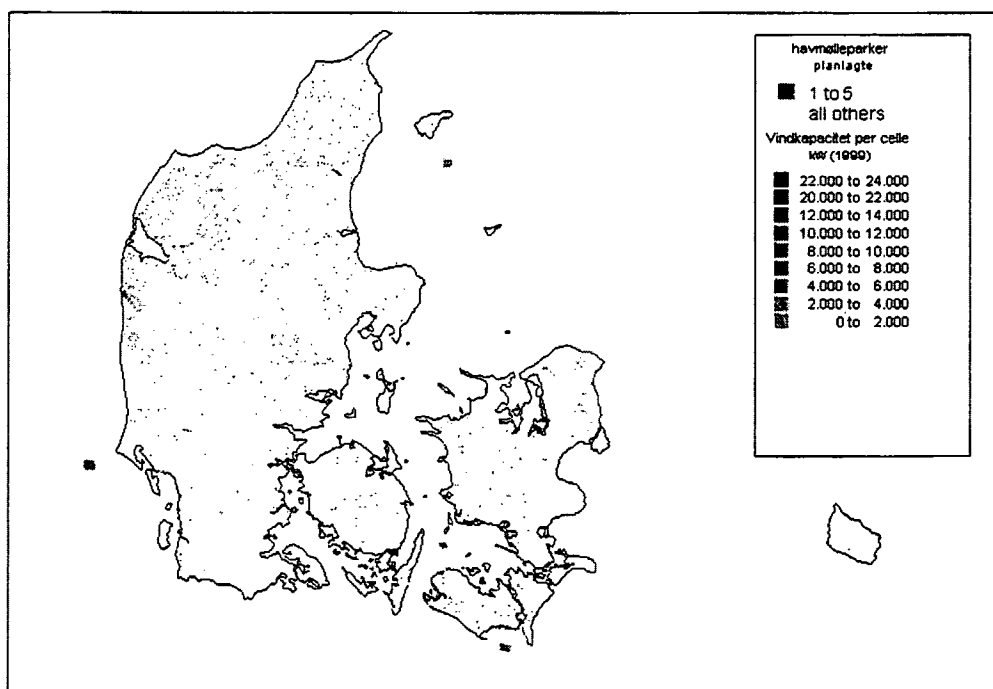 havmølleparker
planlagte
1 to 5
all others
Vindkapacitet per celle
kW (1999)
22.000 to 24.000
20.000 to 22.000
12.000 to 14.000
10.000 to 12.000
8.000 to 10.000
6.000 to 8.000
4.000 to 6.000
2.000 to 4.000
0 to 2.000